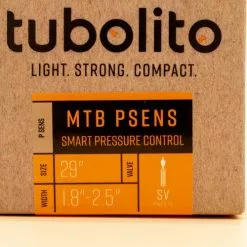 tubolito
LIGHT. STRONG. COMPACT.
P SENS
MTB PSENS
SMART PRESSURE CONTROL
SIZE
29"
VALVE
WIDTH
1.8"-2.5"
SV